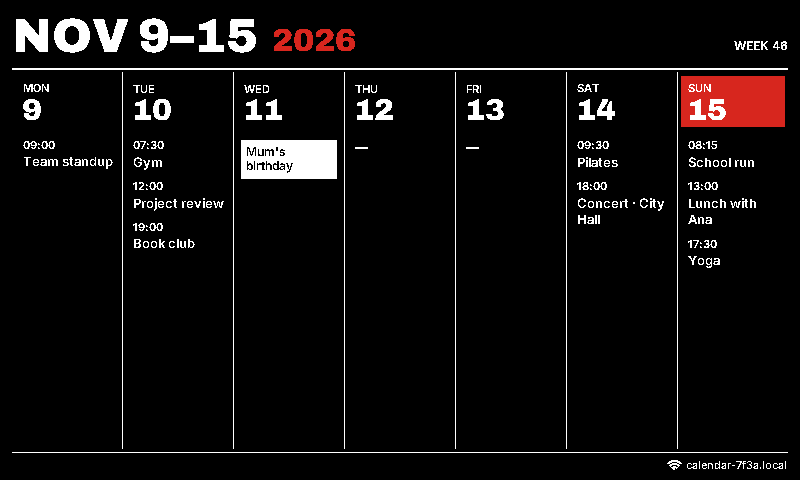 NOV 9–15 2026
WEEK 46
MON
9
09:00
Team standup
TUE
10
07:30
Gym
12:00
Project review
19:00
Book club
WED
11
Mum's
birthday
THU
12
—
FRI
13
—
SAT
14
09:30
Pilates
18:00
Concert · City
Hall
SUN
15
08:15
School run
13:00
Lunch with
Ana
17:30
Yoga
calendar-7f3a.local